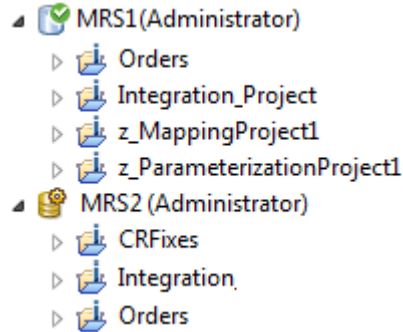 MRS1(Administrator)
Orders
Integration_Project
z_MappingProject1
z_ParameterizationProject1
MRS2 (Administrator)
CRFixes
Integration
Orders